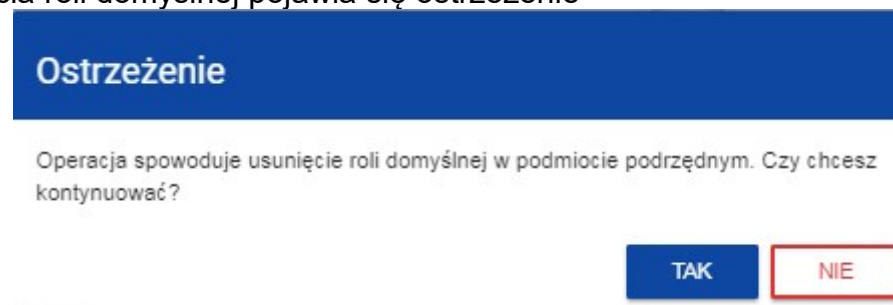 roli domyślnej pojawia się ostrzeżenie
Ostrzeżenie
Operacja spowoduje usunięcie roli domyślnej w podmiocie podrzędnym. Czy chcesz
kontynuować?
TAK NIE